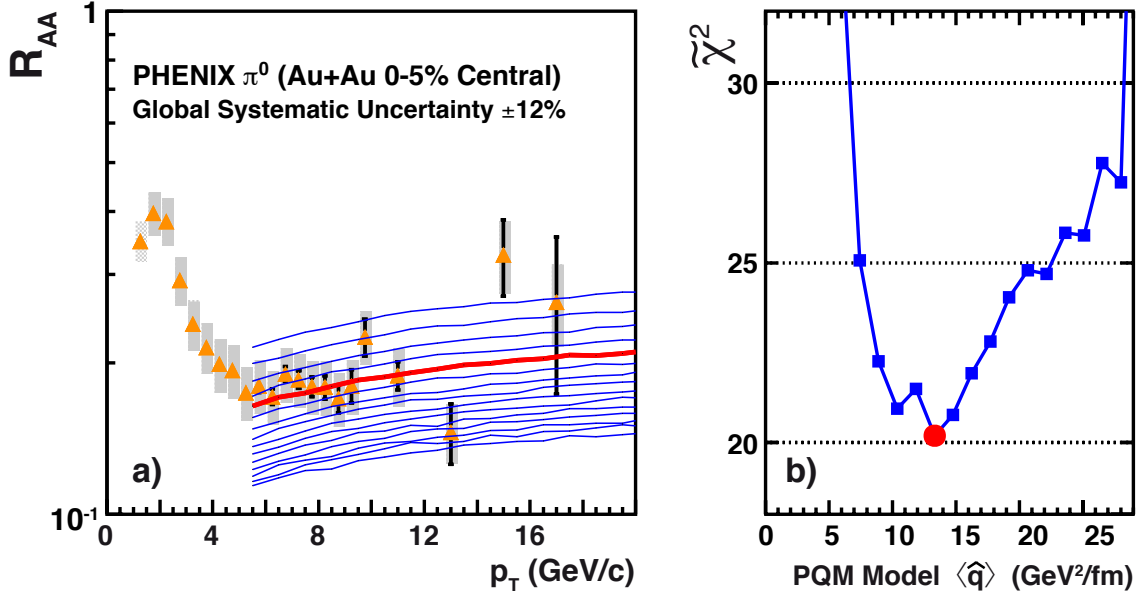 R_AA
1
PHENIX π⁰ (Au+Au 0-5% Central)
Global Systematic Uncertainty ±12%
a)
10⁻¹
0 4 8 12 16
p_T (GeV/c)
χ̃²
30
25
20
b)
0 5 10 15 20 25
PQM Model ⟨q̂⟩ (GeV²/fm)